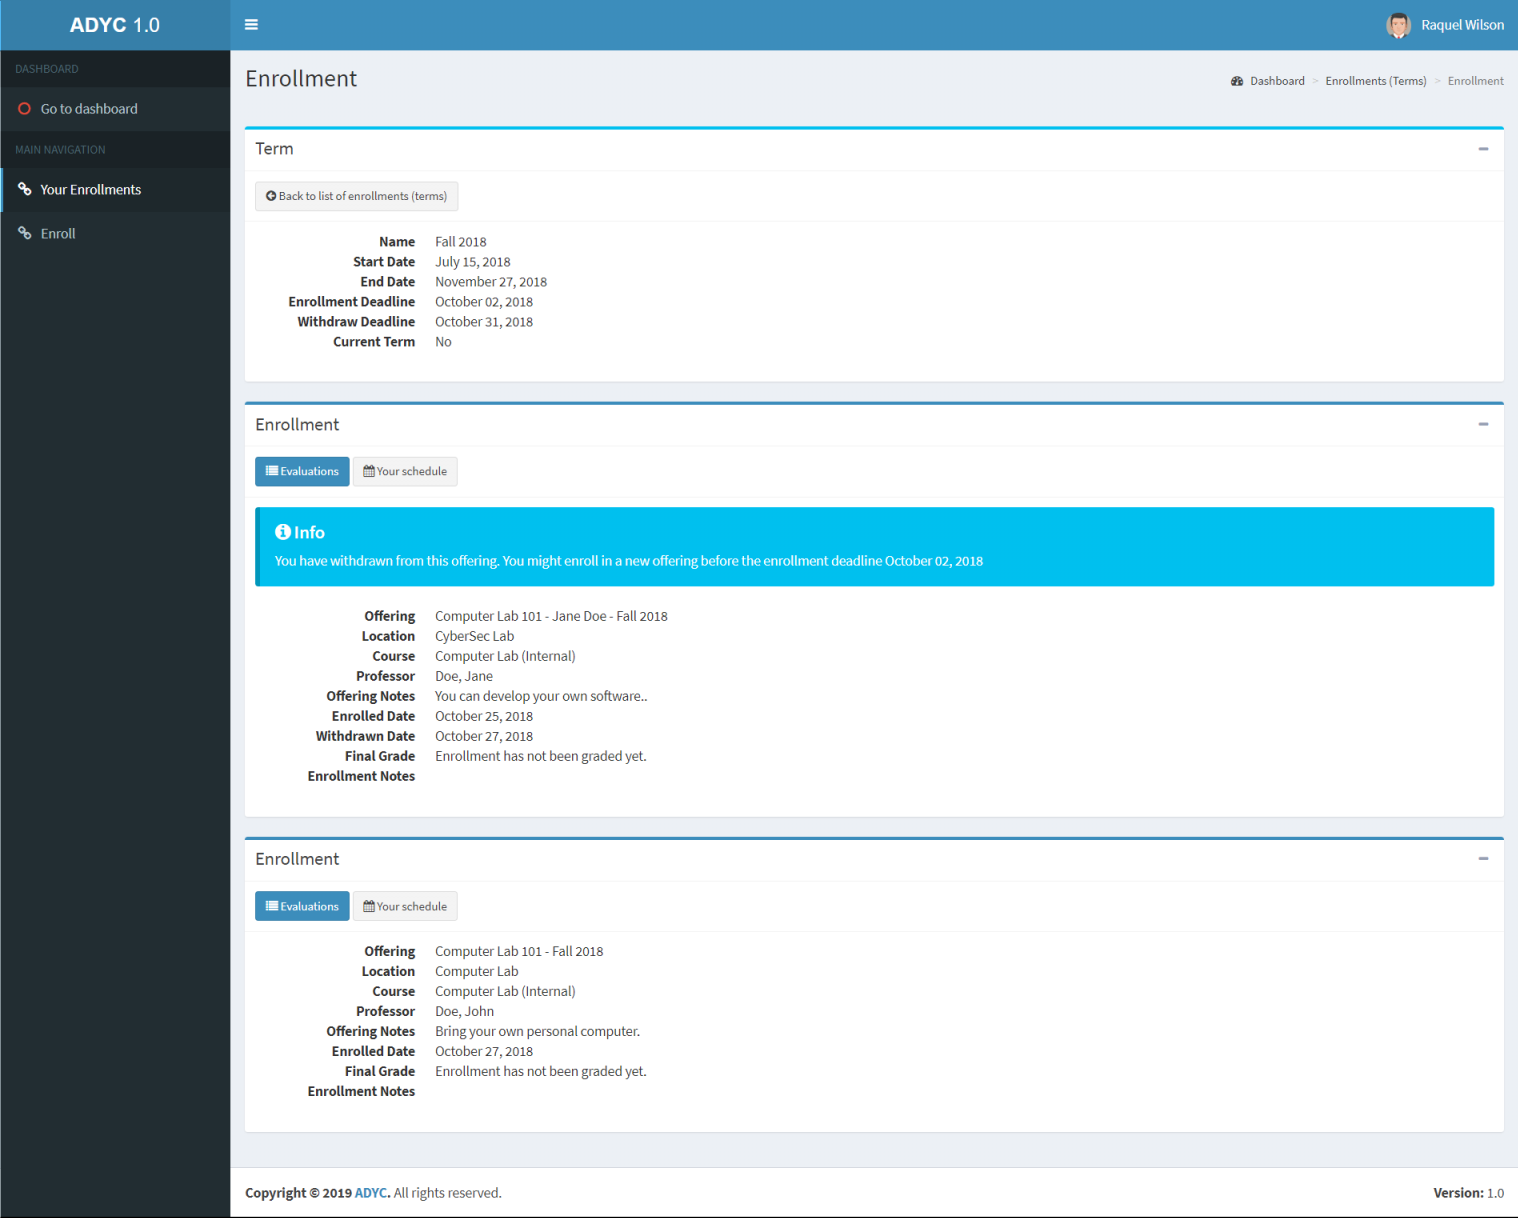 ADYC 1.0
Raquel Wilson
DASHBOARD
Go to dashboard
MAIN NAVIGATION
Your Enrollments
Enroll
Enrollment
Dashboard > Enrollments (Terms) > Enrollment
Term
Back to list of enrollments (terms)
Name Fall 2018
Start Date July 15, 2018
End Date November 27, 2018
Enrollment Deadline October 02, 2018
Withdraw Deadline October 31, 2018
Current Term No
Enrollment
Evaluations Your schedule
Info
You have withdrawn from this offering. You might enroll in a new offering before the enrollment deadline October 02, 2018
Offering Computer Lab 101 - Jane Doe - Fall 2018
Location CyberSec Lab
Course Computer Lab (Internal)
Professor Doe, Jane
Offering Notes You can develop your own software..
Enrolled Date October 25, 2018
Withdrawn Date October 27, 2018
Final Grade Enrollment has not been graded yet.
Enrollment Notes
Enrollment
Evaluations Your schedule
Offering Computer Lab 101 - Fall 2018
Location Computer Lab
Course Computer Lab (Internal)
Professor Doe, John
Offering Notes Bring your own personal computer.
Enrolled Date October 27, 2018
Final Grade Enrollment has not been graded yet.
Enrollment Notes
Copyright © 2019 ADYC. All rights reserved.
Version: 1.0